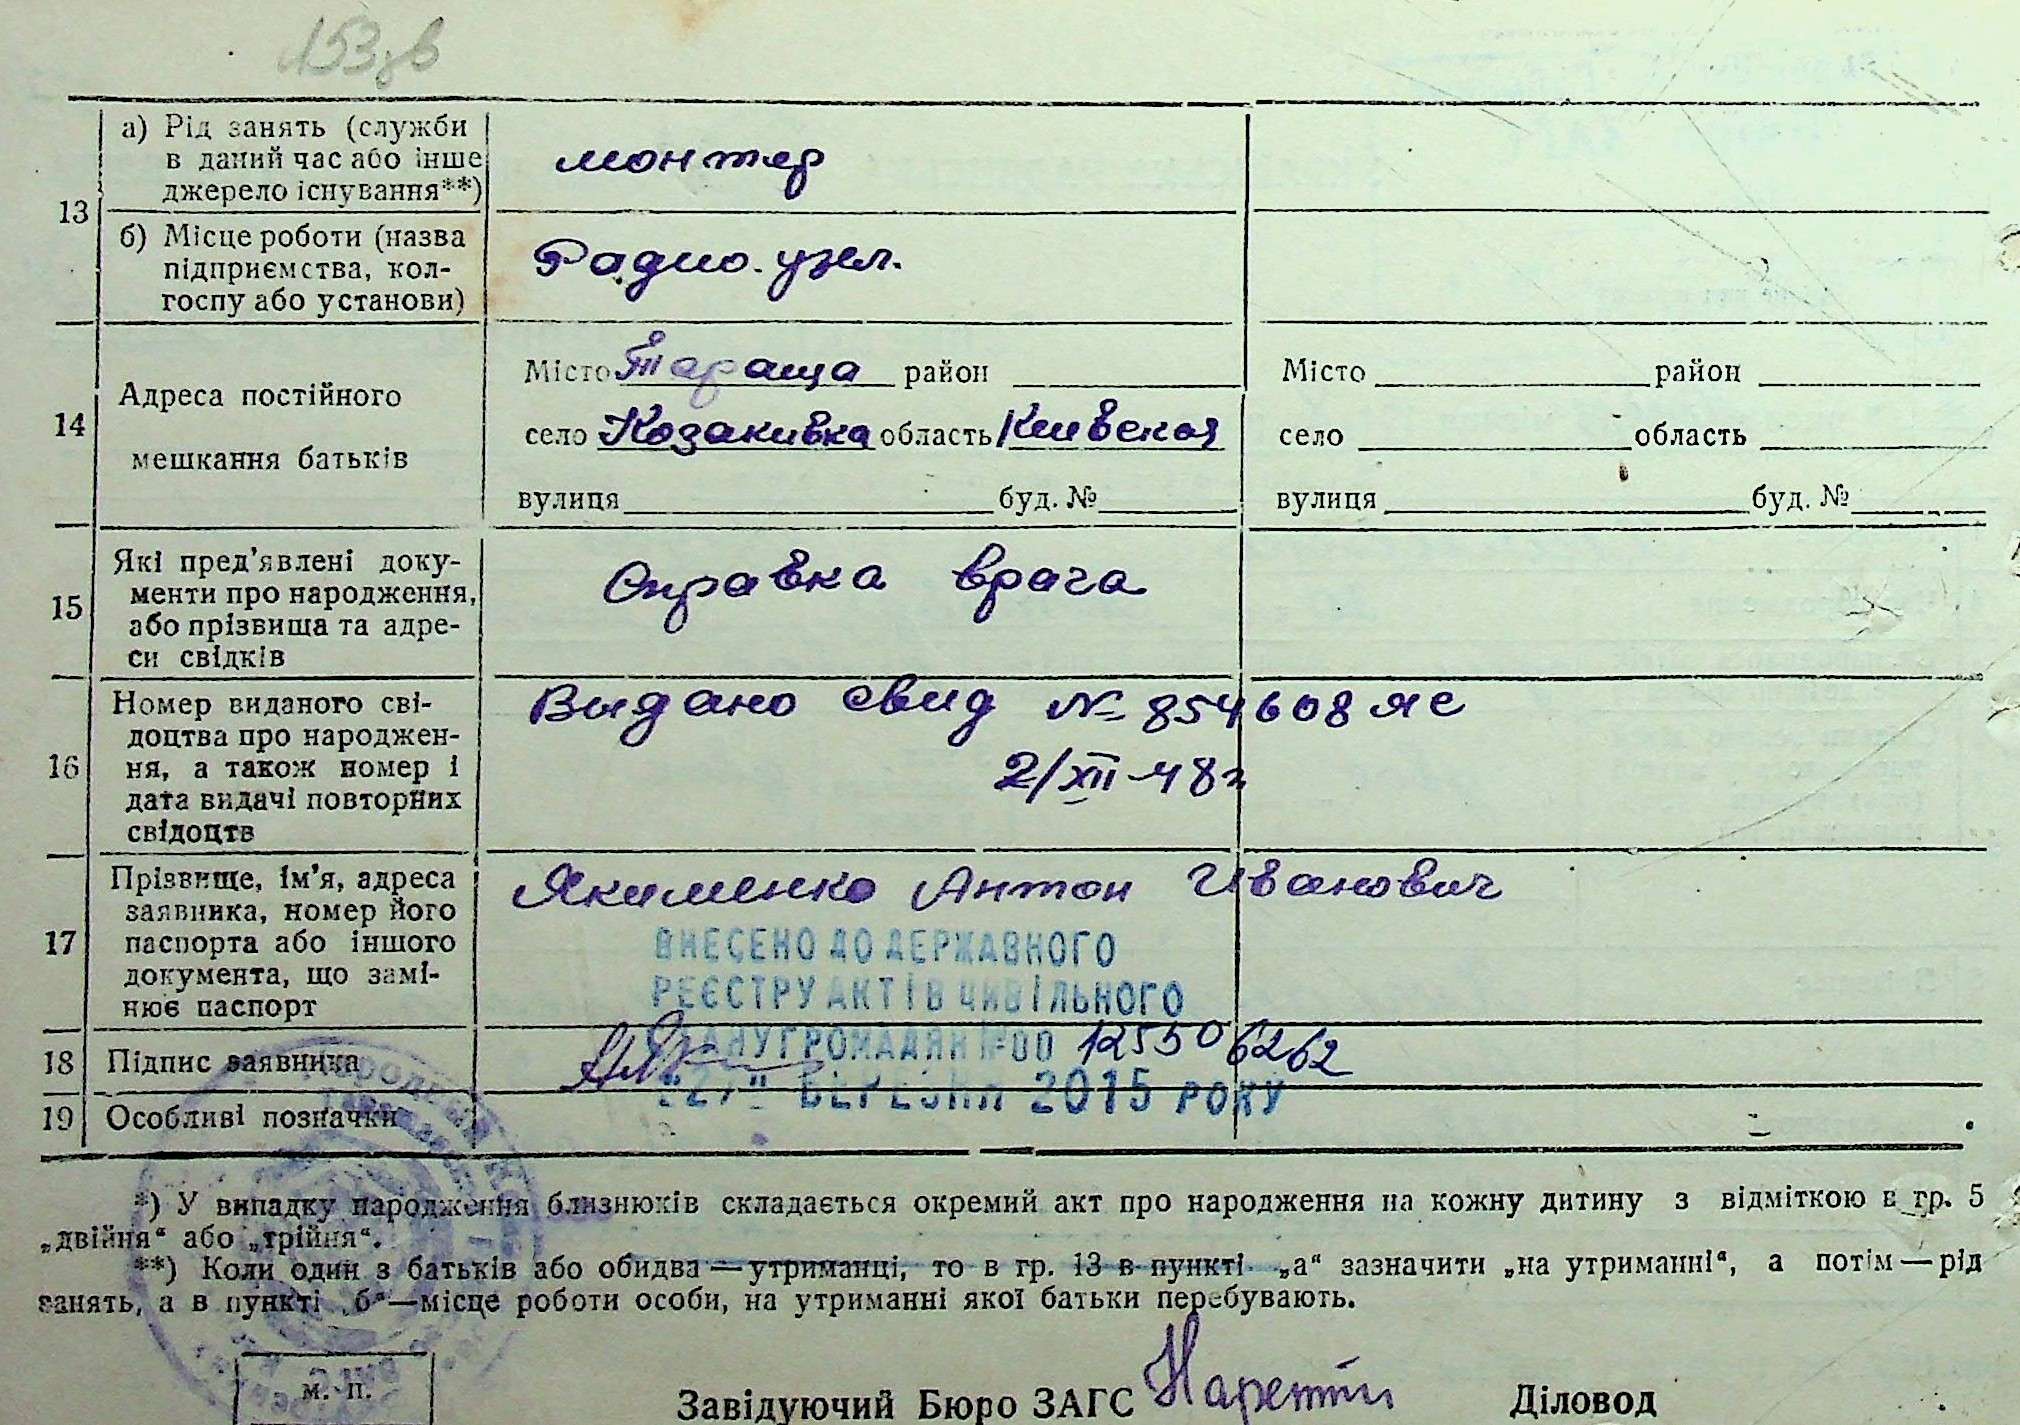 153зв
13
а) Рід занять (служби
в даний час або інше
джерело існування**)
монтер
б) Місце роботи (назва
підприємства, кол-
госпу або установи)
Радио-узел.
14
Адреса постійного
мешкання батьків
Місто Тараща район
село Козакивка область Киевская
вулиця буд. №
Місто район
село область
вулиця буд. №
15
Які пред’явлені доку-
менти про народження,
або прізвища та адре-
си свідків
Справка врача
16
Номер виданого сві-
доцтва про народжен-
ня, а також номер і
дата видачі повторних
свідоцтв
Видано свид № 854608 яс
2/XII-48г
17
Прізвище, ім’я, адреса
заявника, номер його
паспорта або іншого
документа, що замі-
нює паспорт
Якименко Антон Иванович
ВНЕСЕНО ДО ДЕРЖАВНОГО
РЕЄСТРУ АКТІВ ЦИВІЛЬНОГО
СТАНУ ГРОМАДЯН №00 125506262
"27" БЕРЕЗНЯ 2015 РОКУ
18
Підпис заявника
19
Особливі позначки
*) У випадку народження близнюків складається окремий акт про народження на кожну дитину з відміткою в гр. 5
„двійня“ або „трійня“.
**) Коли один з батьків або обидва—утриманці, то в гр. 13 в пункті „а“ зазначити „на утриманні“, а потім—рід
занять, а в пункті „б“—місце роботи особи, на утриманні якої батьки перебувають.
м. п.
Завідуючий Бюро ЗАГС
Діловод